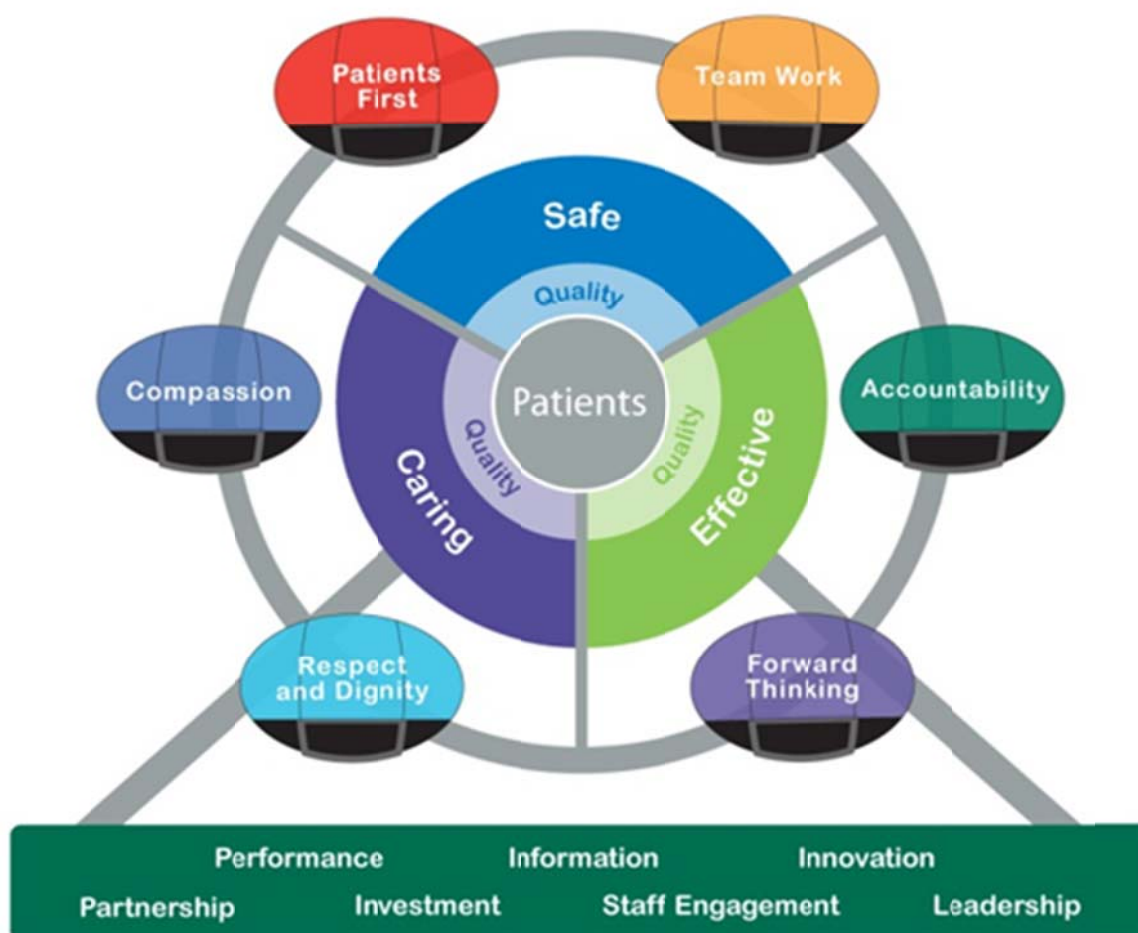 Patients
First
Team Work
Safe
Quality
Compassion
Patients
Accountability
Quality
Quality
Caring
Effective
Respect
and Dignity
Forward
Thinking
Performance Information Innovation
Partnership Investment Staff Engagement Leadership